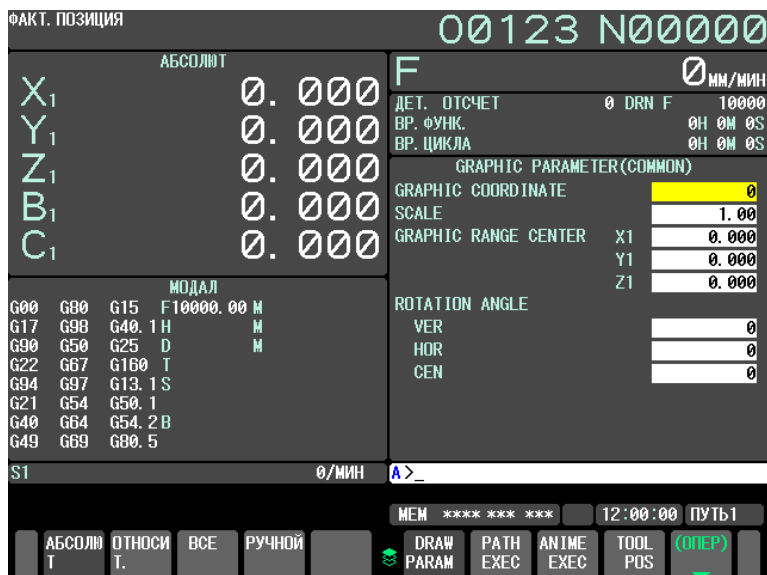 ФАКТ. ПОЗИЦИЯ
O0123 N00000
АБСОЛЮТ
X1 0. 000
Y1 0. 000
Z1 0. 000
B1 0. 000
C1 0. 000
F 0 ММ/МИН
ДЕТ. ОТСЧЕТ 0 DRN F 10000
ВР. ФУНК. 0H 0M 0S
ВР. ЦИКЛА 0H 0M 0S
GRAPHIC PARAMETER(COMMON)
GRAPHIC COORDINATE 0
SCALE 1. 00
GRAPHIC RANGE CENTER X1 0. 000
Y1 0. 000
Z1 0. 000
ROTATION ANGLE
VER 0
HOR 0
CEN 0
МОДАЛ
G00 G80 G15 F10000. 00 M
G17 G98 G40. 1 H M
G90 G50 G25 D M
G22 G67 G160 T
G94 G97 G13. 1 S
G21 G54 G50. 1
G40 G64 G54. 2 B
G49 G69 G80. 5
S1 0/МИН
A>_
MEM **** *** *** 12:00:00 ПУТЬ1
АБСОЛЮ
Т
ОТНОСИ
Т.
ВСЕ
РУЧНОЙ
DRAW
PARAM
PATH
EXEC
ANIME
EXEC
TOOL
POS
(ОПЕР)